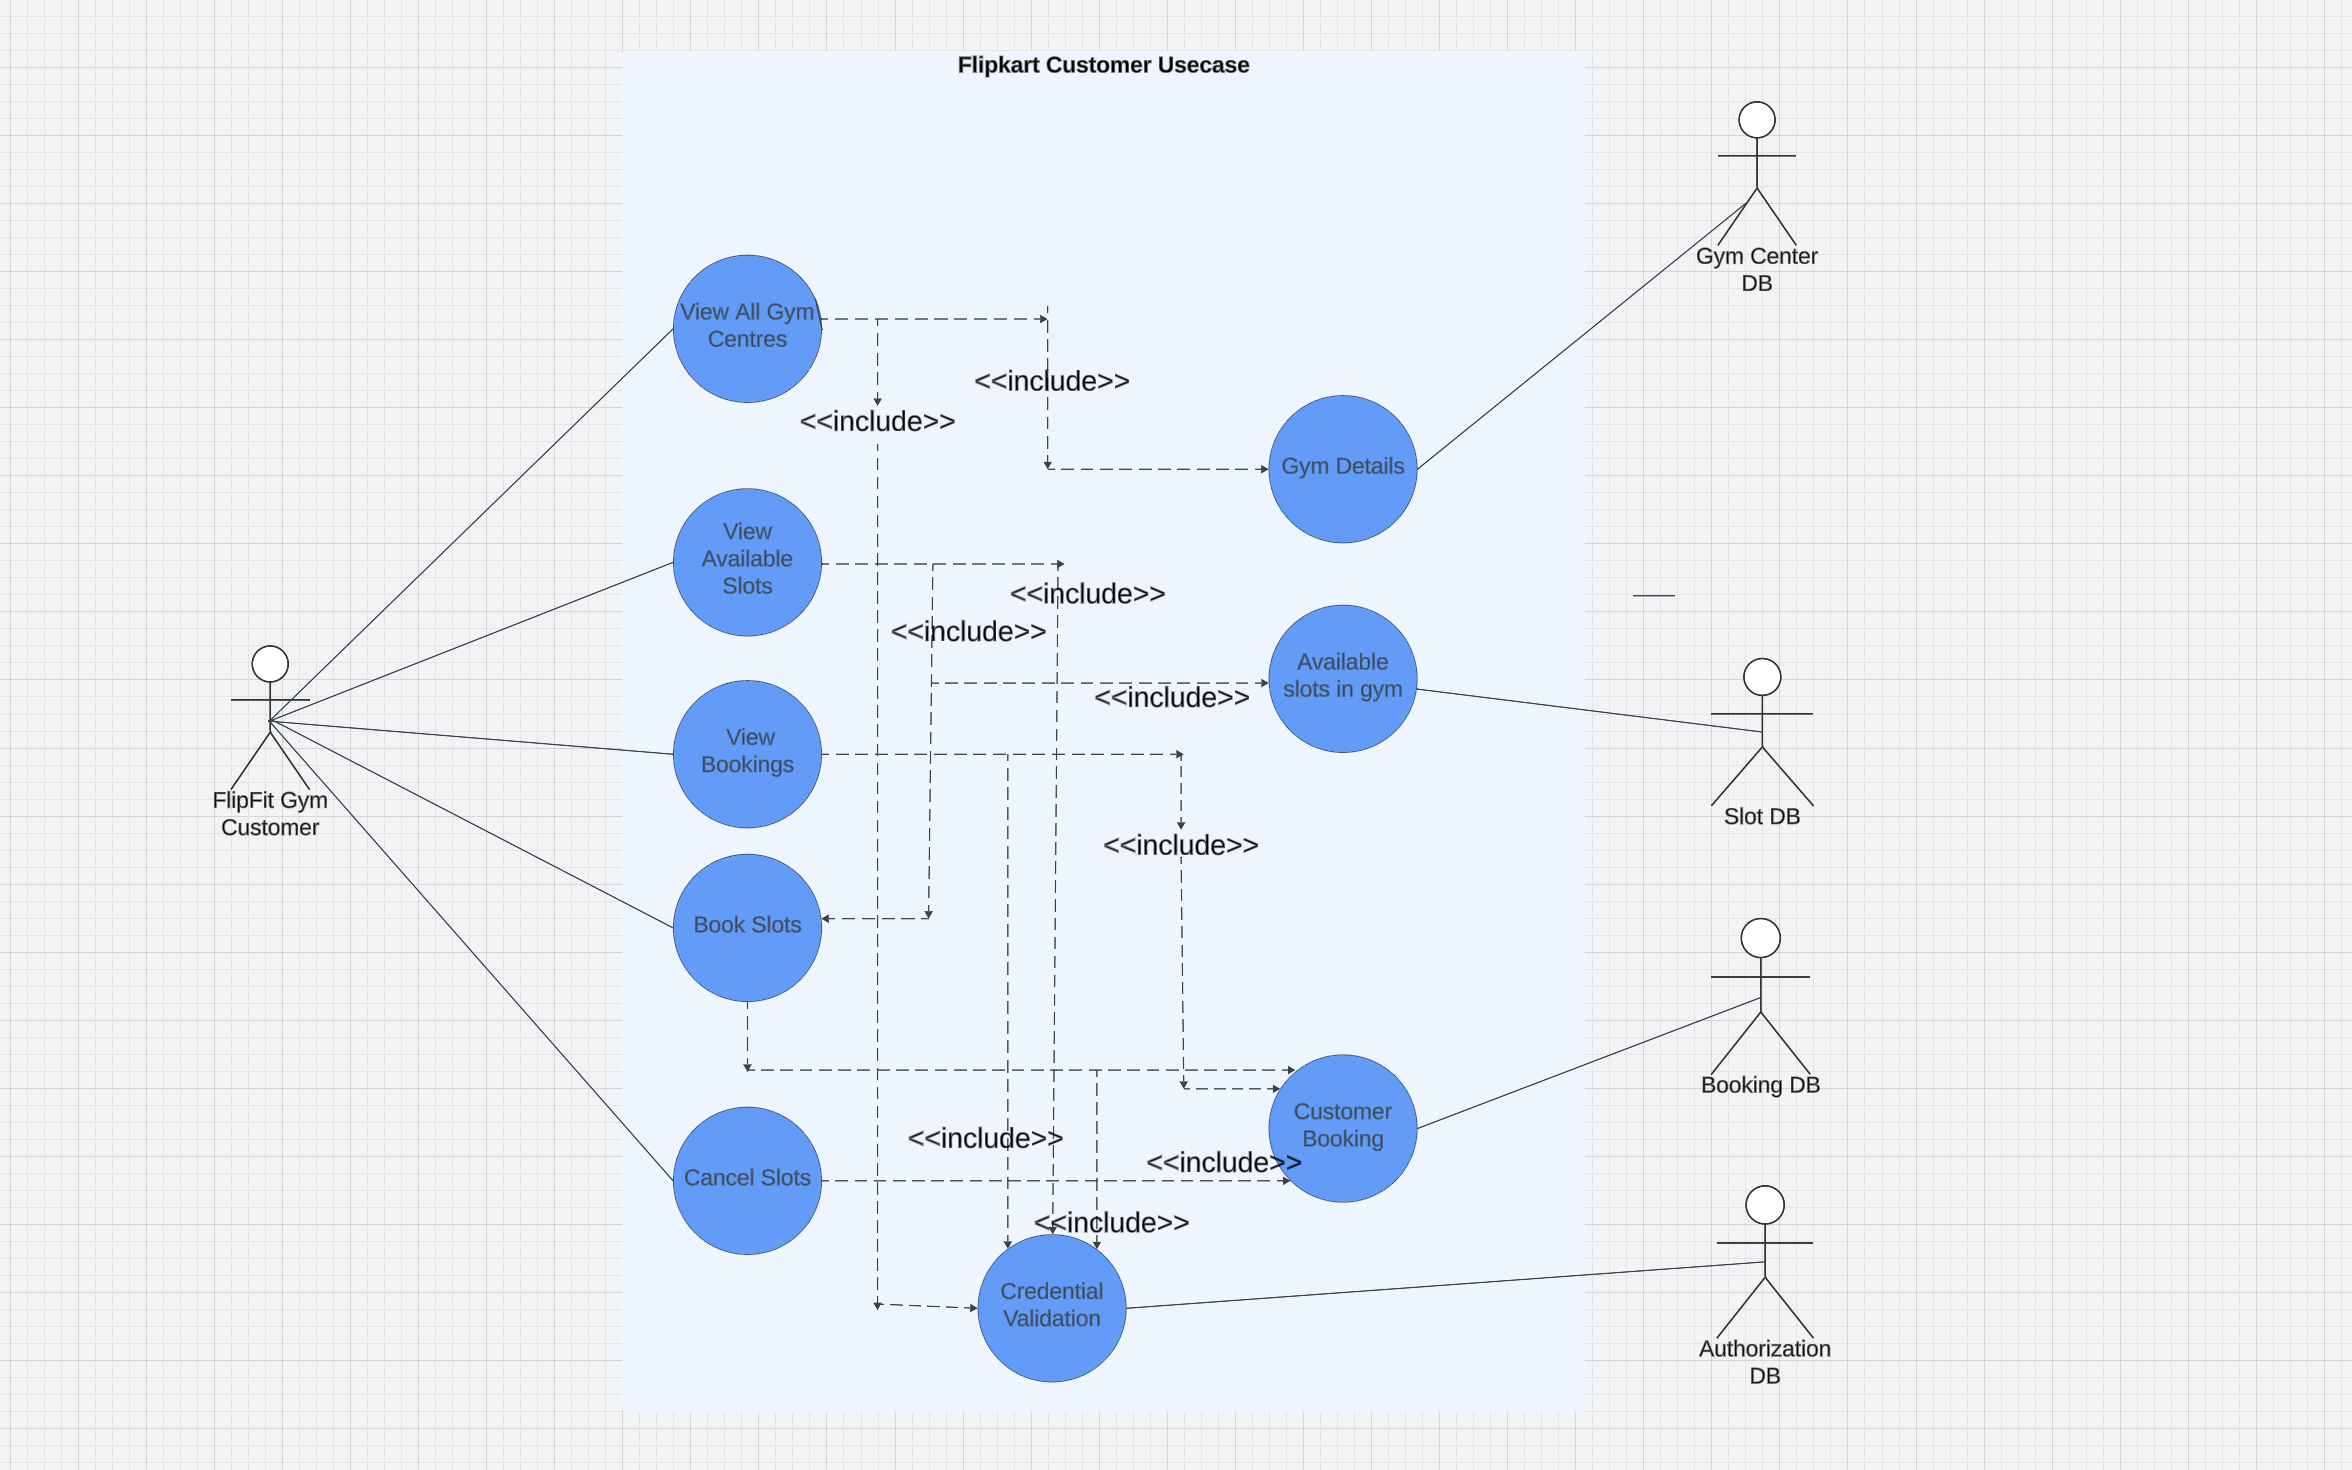 Flipkart Customer Usecase
Gym Center
DB
View All Gym
Centres
<<include>>
<<include>>
Gym Details
View
Available
Slots
<<include>>
<<include>>
Available
slots in gym
<<include>>
View
Bookings
FlipFit Gym
Customer
Slot DB
<<include>>
Book Slots
Booking DB
Customer
Booking
<<include>>
<<include>>
Cancel Slots
<<include>>
Credential
Validation
Authorization
DB